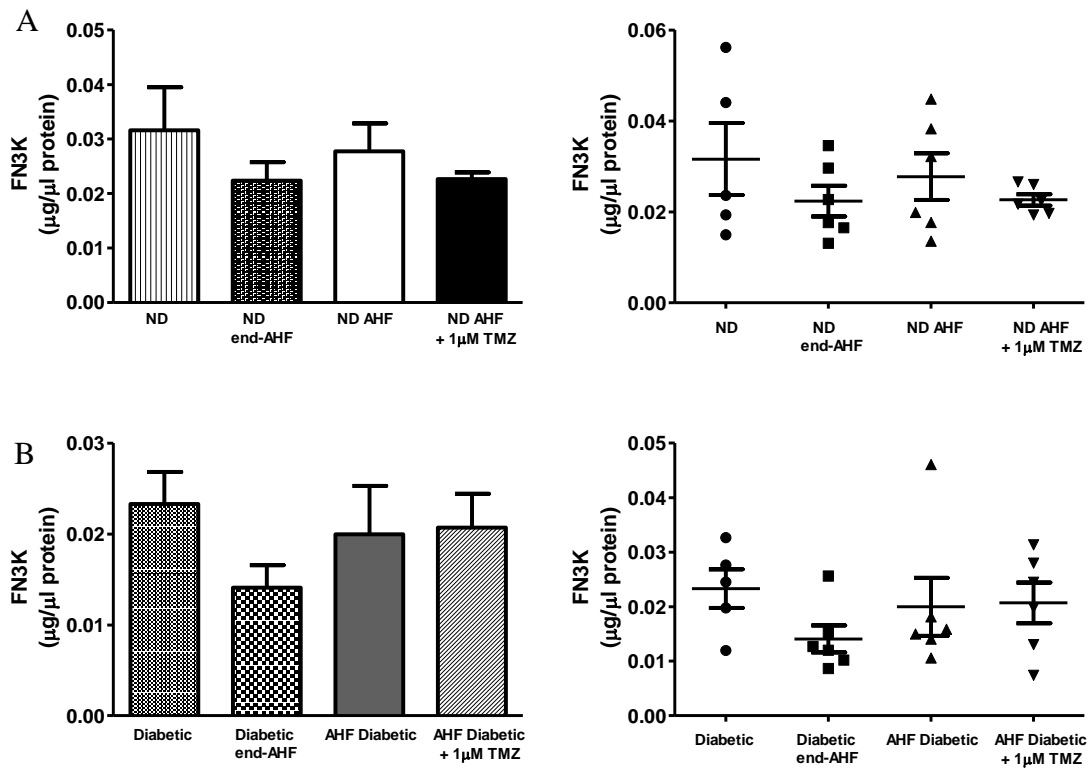 A
0.05
0.04
0.03
0.02
0.01
0.00
FN3K
(µg/µl protein)
ND
ND
end-AHF
ND AHF
ND AHF
+ 1µM TMZ
0.06
0.04
0.02
0.00
FN3K
(µg/µl protein)
ND
ND
end-AHF
ND AHF
ND AHF
+ 1µM TMZ
B
0.03
0.02
0.01
0.00
FN3K
(µg/µl protein)
Diabetic
Diabetic
end-AHF
AHF Diabetic
AHF Diabetic
+ 1µM TMZ
0.05
0.04
0.03
0.02
0.01
0.00
FN3K
(µg/µl protein)
Diabetic
Diabetic
end-AHF
AHF Diabetic
AHF Diabetic
+ 1µM TMZ